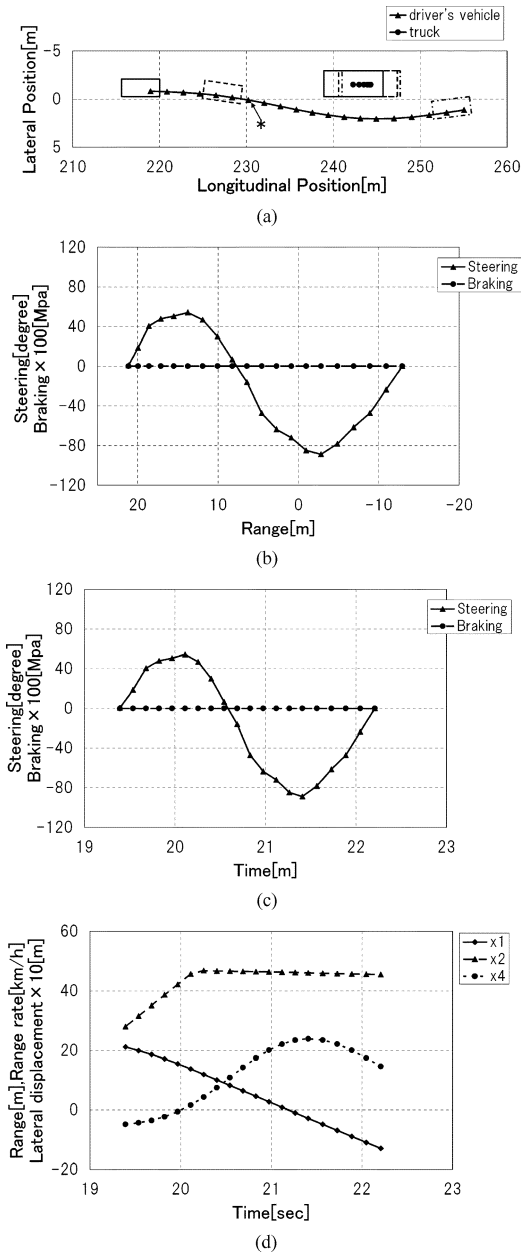 driver's vehicle
truck
Lateral Position[m]
-5
0
5
210 220 230 240 250 260
*
Longitudinal Position[m]
(a)
Steering[degree]
Braking×100[Mpa]
120
80
40
0
-40
-80
-120
Steering
Braking
20 10 0 -10 -20
Range[m]
(b)
Steering[degree]
Braking×100[Mpa]
120
80
40
0
-40
-80
-120
Steering
Braking
19 20 21 22 23
Time[m]
(c)
Range[m],Range rate[km/h]
Lateral displacement×10[m]
60
40
20
0
-20
x1
x2
x4
19 20 21 22 23
Time[sec]
(d)